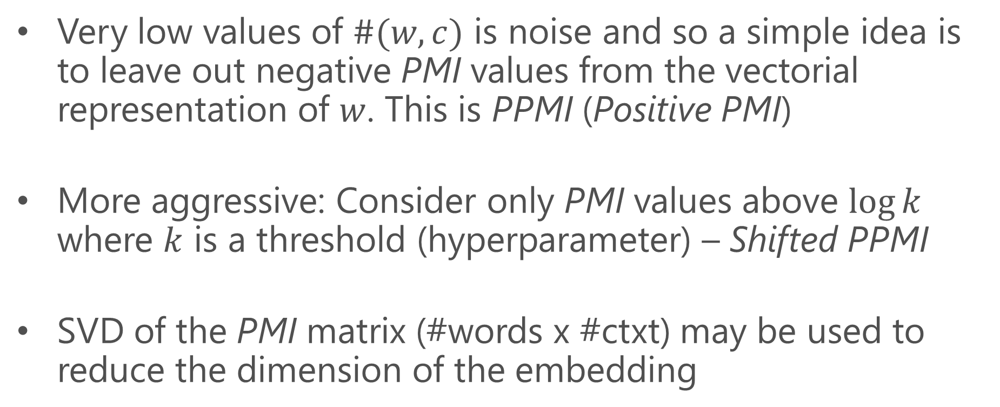 • Very low values of #(w, c) is noise and so a simple idea is
to leave out negative PMI values from the vectorial
representation of w. This is PPMI (Positive PMI)
• More aggressive: Consider only PMI values above log k
where k is a threshold (hyperparameter) – Shifted PPMI
• SVD of the PMI matrix (#words x #ctxt) may be used to
reduce the dimension of the embedding